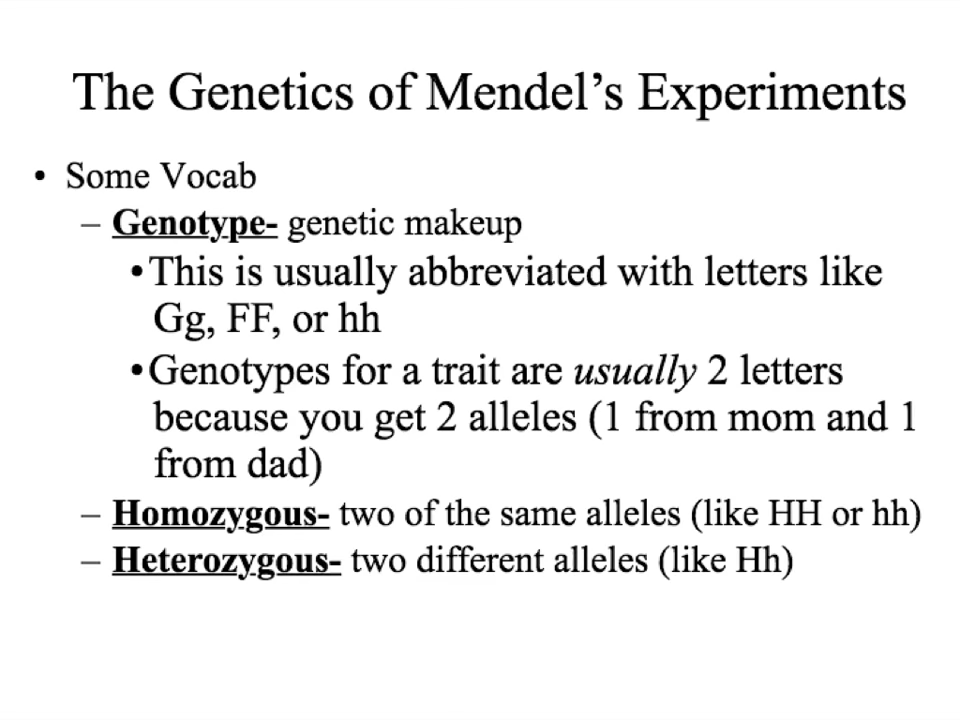 The Genetics of Mendel’s Experiments
• Some Vocab
– Genotype- genetic makeup
•This is usually abbreviated with letters like
Gg, FF, or hh
•Genotypes for a trait are usually 2 letters
because you get 2 alleles (1 from mom and 1
from dad)
– Homozygous- two of the same alleles (like HH or hh)
– Heterozygous- two different alleles (like Hh)